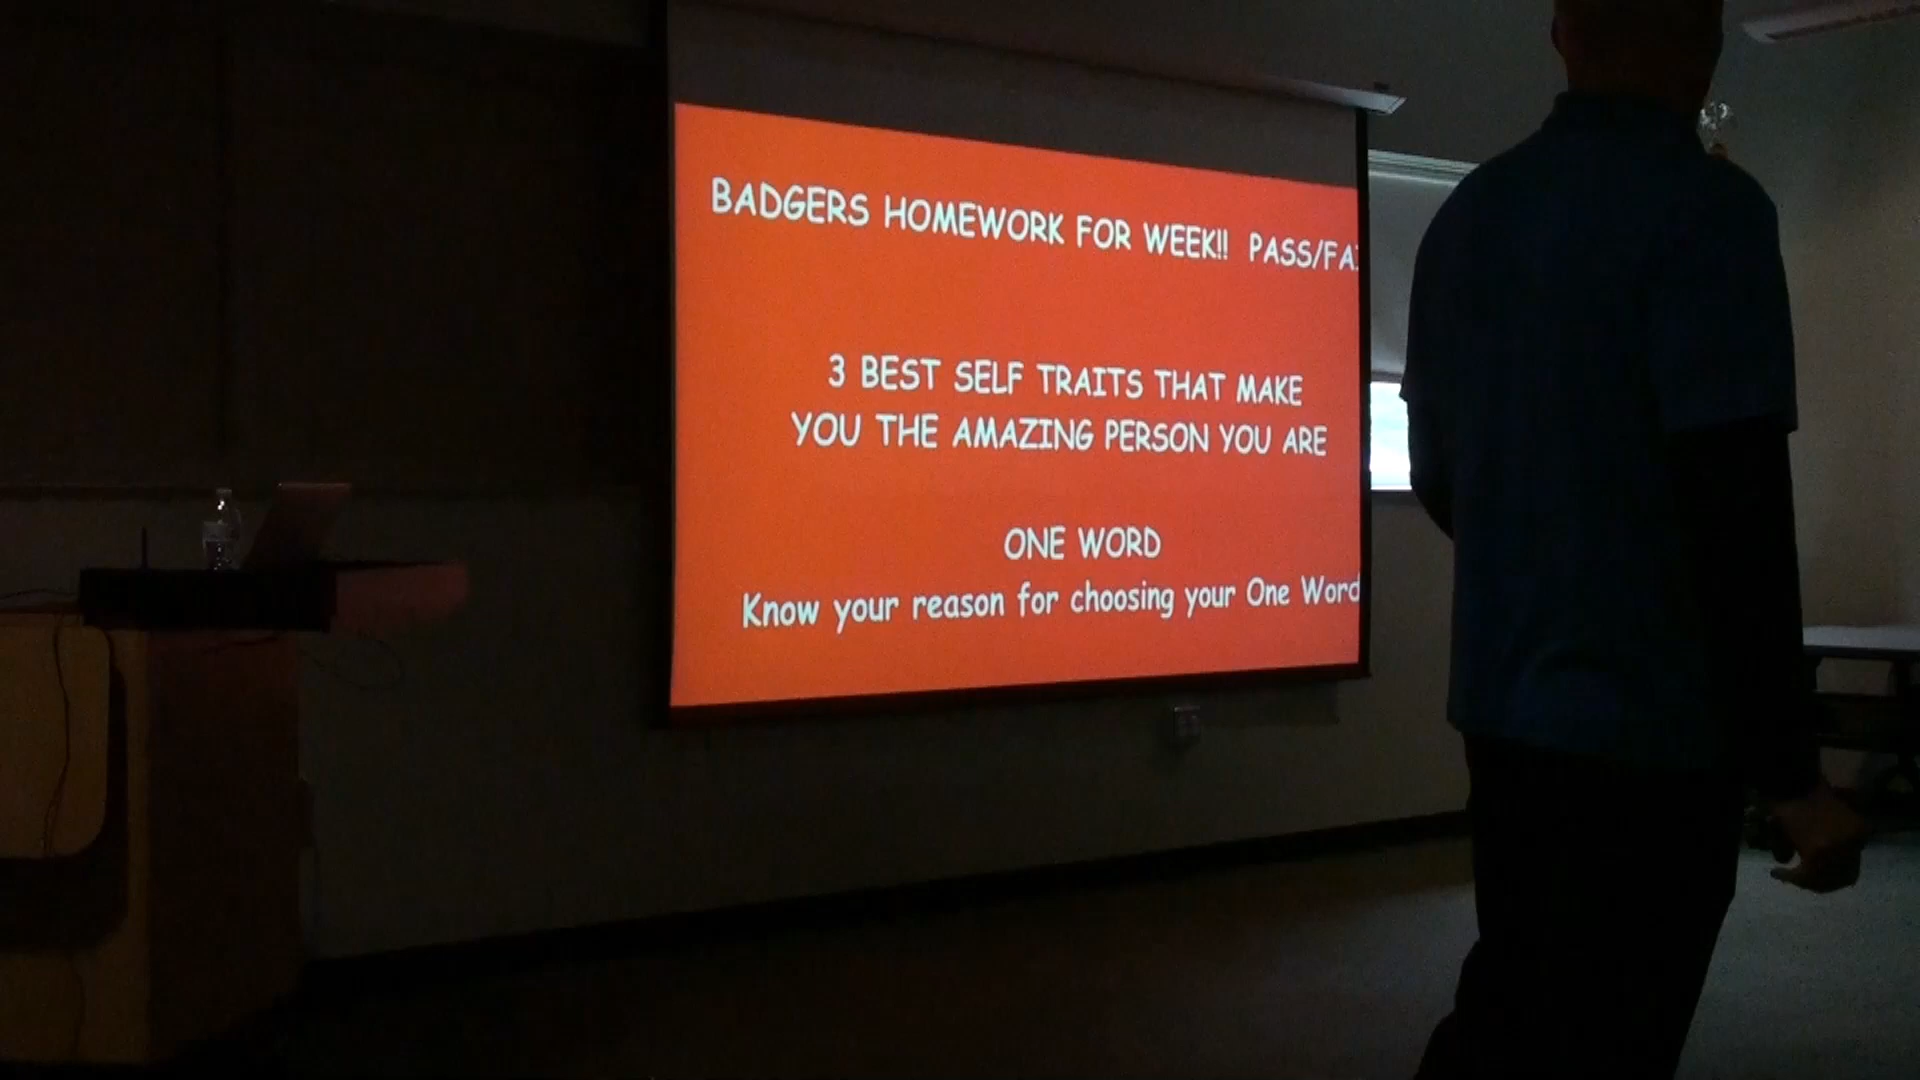 BADGERS HOMEWORK FOR WEEK!! PASS/FAI
3 BEST SELF TRAITS THAT MAKE
YOU THE AMAZING PERSON YOU ARE
ONE WORD
Know your reason for choosing your One Word